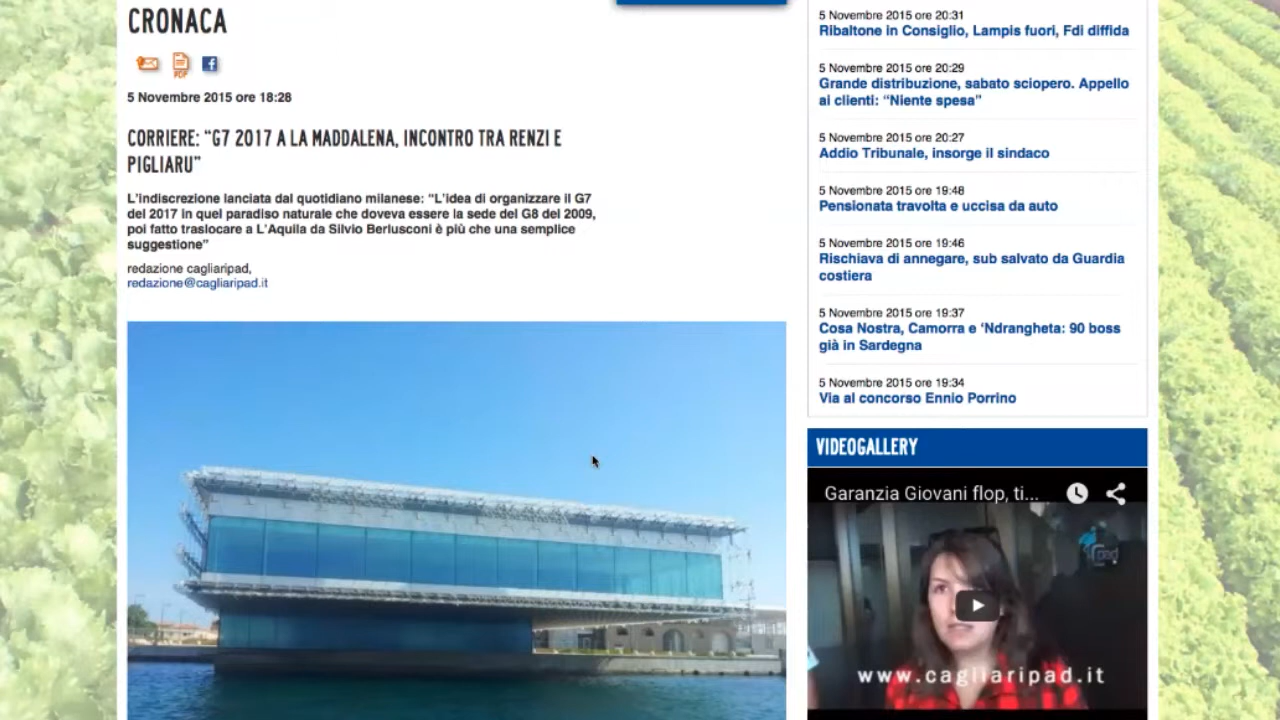 CRONACA
PDF
5 Novembre 2015 ore 18:28
CORRIERE: “G7 2017 A LA MADDALENA, INCONTRO TRA RENZI E
PIGLIARU”
L’indiscrezione lanciata dal quotidiano milanese: “L’idea di organizzare il G7
del 2017 in quel paradiso naturale che doveva essere la sede del G8 del 2009,
poi fatto traslocare a L’Aquila da Silvio Berlusconi è più che una semplice
suggestione”
redazione cagliaripad,
redazione@cagliaripad.it
5 Novembre 2015 ore 20:31
Ribaltone in Consiglio, Lampis fuori, Fdi diffida
5 Novembre 2015 ore 20:29
Grande distribuzione, sabato sciopero. Appello
ai clienti: “Niente spesa”
5 Novembre 2015 ore 20:27
Addio Tribunale, insorge il sindaco
5 Novembre 2015 ore 19:48
Pensionata travolta e uccisa da auto
5 Novembre 2015 ore 19:46
Rischiava di annegare, sub salvato da Guardia
costiera
5 Novembre 2015 ore 19:37
Cosa Nostra, Camorra e ‘Ndrangheta: 90 boss
già in Sardegna
5 Novembre 2015 ore 19:34
Via al concorso Ennio Porrino
VIDEOGALLERY
Garanzia Giovani flop, ti...
www.cagliaripad.it